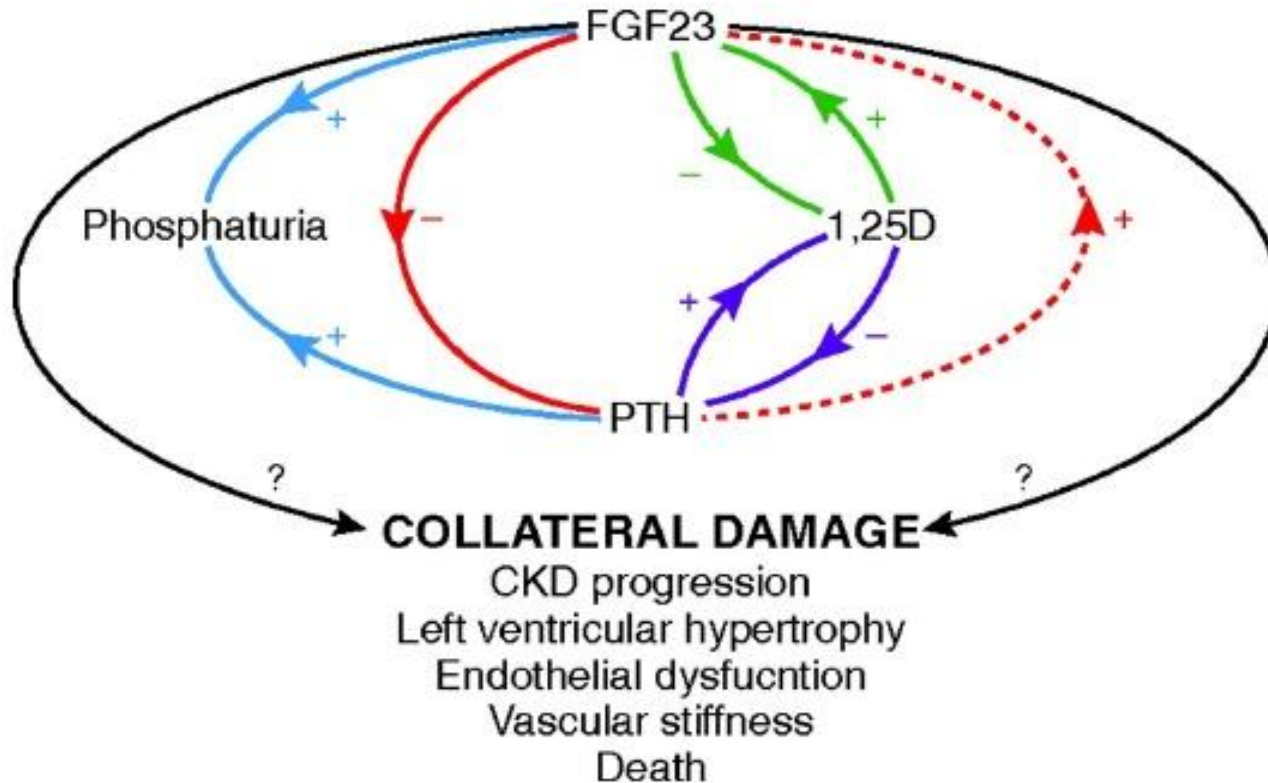 FGF23
+
+
−
Phosphaturia
−
1,25D
+
+
+
−
PTH
?
?
COLLATERAL DAMAGE
CKD progression
Left ventricular hypertrophy
Endothelial dysfucntion
Vascular stiffness
Death